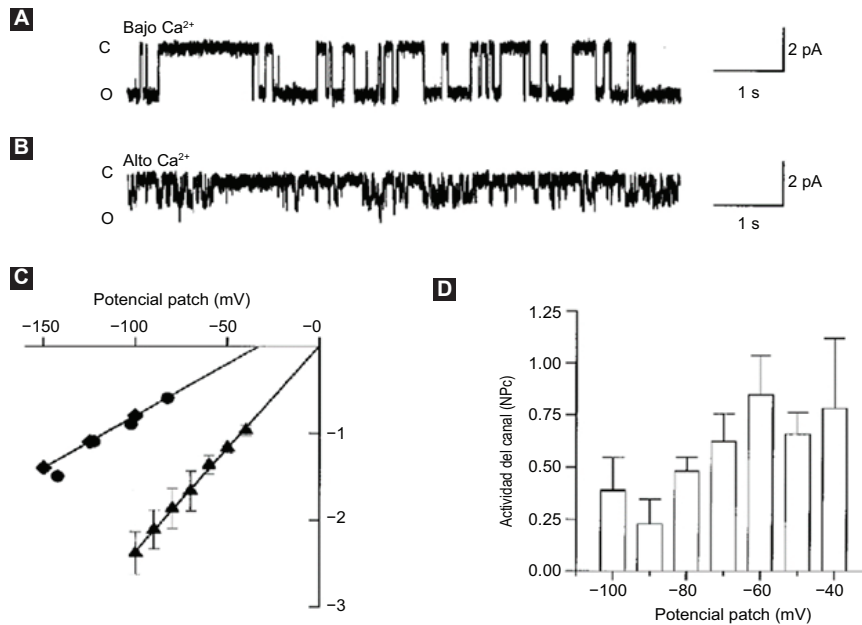 A
Bajo Ca²⁺
C
O
2 pA
1 s
B
Alto Ca²⁺
C
O
2 pA
1 s
C
Potencial patch (mV)
−150 −100 −50 −0
−1
−2
−3
D
Actividad del canal (NPc)
1.25
1.00
0.75
0.50
0.25
0.00
−100 −80 −60 −40
Potencial patch (mV)